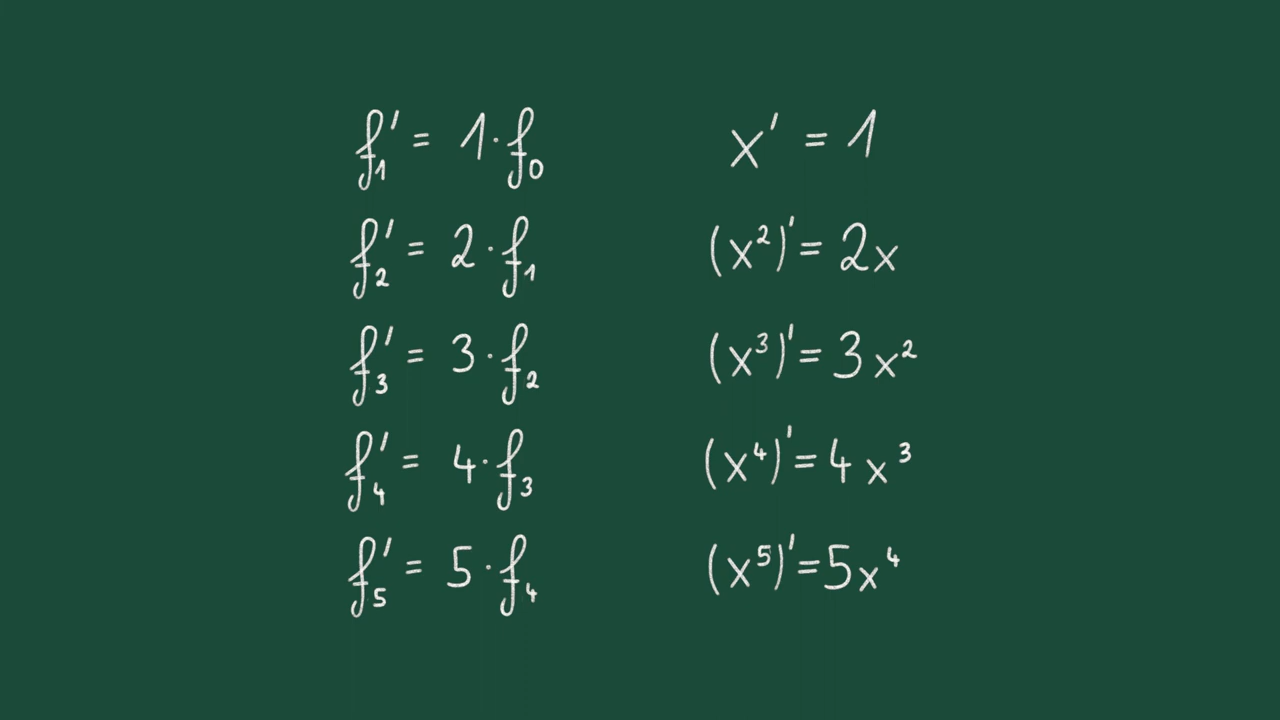 f₁′ = 1·f₀ x′ = 1
f₂′ = 2·f₁ (x²)′ = 2x
f₃′ = 3·f₂ (x³)′ = 3x²
f₄′ = 4·f₃ (x⁴)′ = 4x³
f₅′ = 5·f₄ (x⁵)′ = 5x⁴